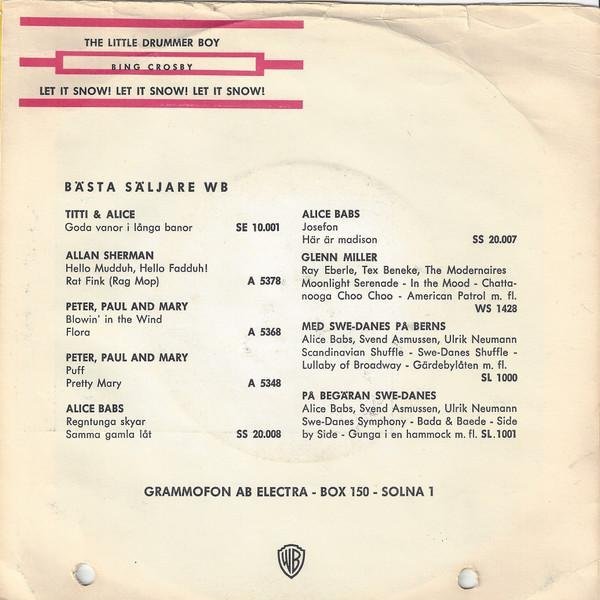 THE LITTLE DRUMMER BOY
BING CROSBY
LET IT SNOW! LET IT SNOW! LET IT SNOW!
BÄSTA SÄLJARE WB
TITTI & ALICE
Goda vanor i långa banor SE 10.001
ALLAN SHERMAN
Hello Mudduh, Hello Fadduh!
Rat Fink (Rag Mop) A 5378
PETER, PAUL AND MARY
Blowin' in the Wind
Flora A 5368
PETER, PAUL AND MARY
Puff
Pretty Mary A 5348
ALICE BABS
Regntunga skyar
Samma gamla låt SS 20.008
ALICE BABS
Josefon
Här är madison SS 20.007
GLENN MILLER
Ray Eberle, Tex Beneke, The Modernaires
Moonlight Serenade - In the Mood - Chatta-
nooga Choo Choo - American Patrol m. fl.
WS 1428
MED SWE-DANES PÅ BERNS
Alice Babs, Svend Asmussen, Ulrik Neumann
Scandinavian Shuffle - Swe-Danes Shuffle -
Lullaby of Broadway - Gärdebylåten m. fl.
SL 1000
PÅ BEGÄRAN SWE-DANES
Alice Babs, Svend Asmussen, Ulrik Neumann
Swe-Danes Symphony - Bada & Baede - Side
by Side - Gunga i en hammock m. fl. SL.1001
GRAMMOFON AB ELECTRA - BOX 150 - SOLNA 1
WB